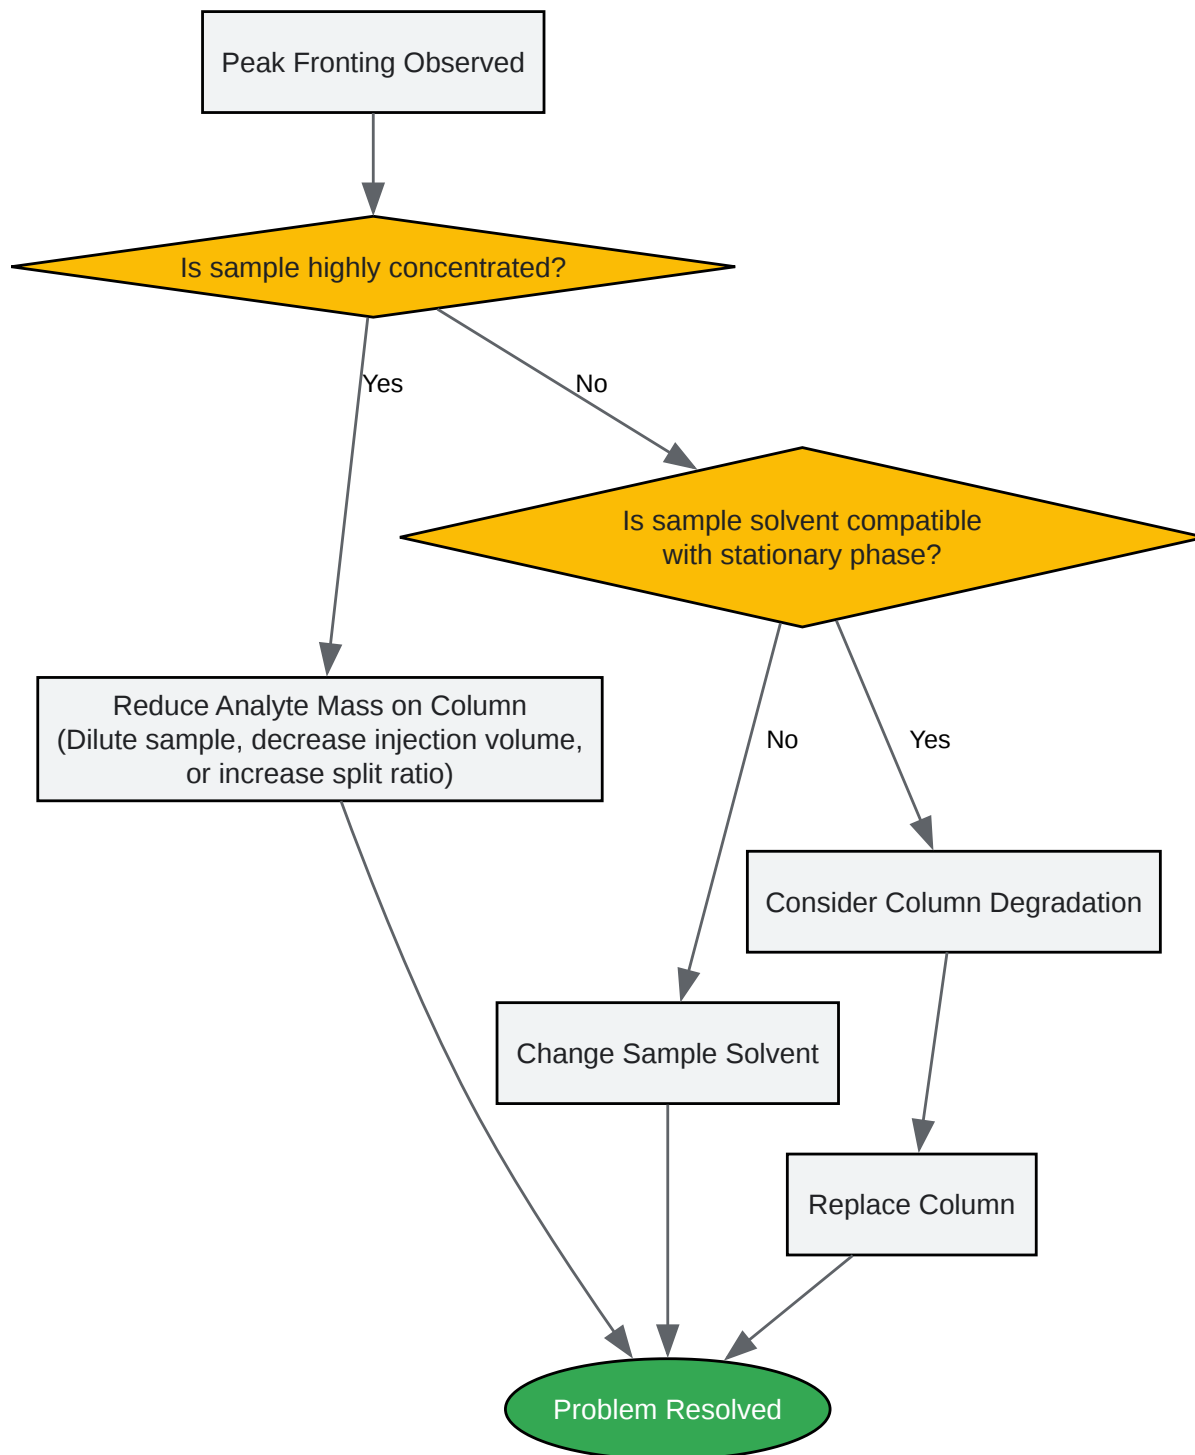 Peak Fronting Observed
Is sample highly concentrated?
Yes
No
Is sample solvent compatible
with stationary phase?
Reduce Analyte Mass on Column
(Dilute sample, decrease injection volume,
or increase split ratio)
No
Yes
Consider Column Degradation
Change Sample Solvent
Replace Column
Problem Resolved